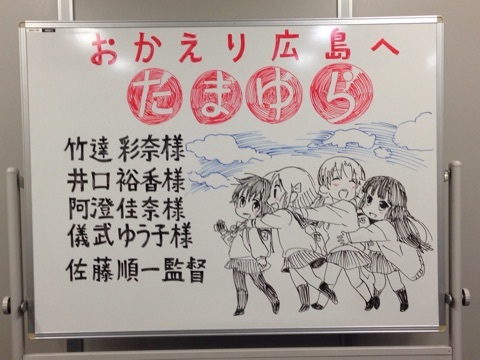 おかえり広島へ
たまゆら
竹達 彩奈様
井口 裕香様
阿澄佳奈様
儀武ゆう子様
佐藤順一監督